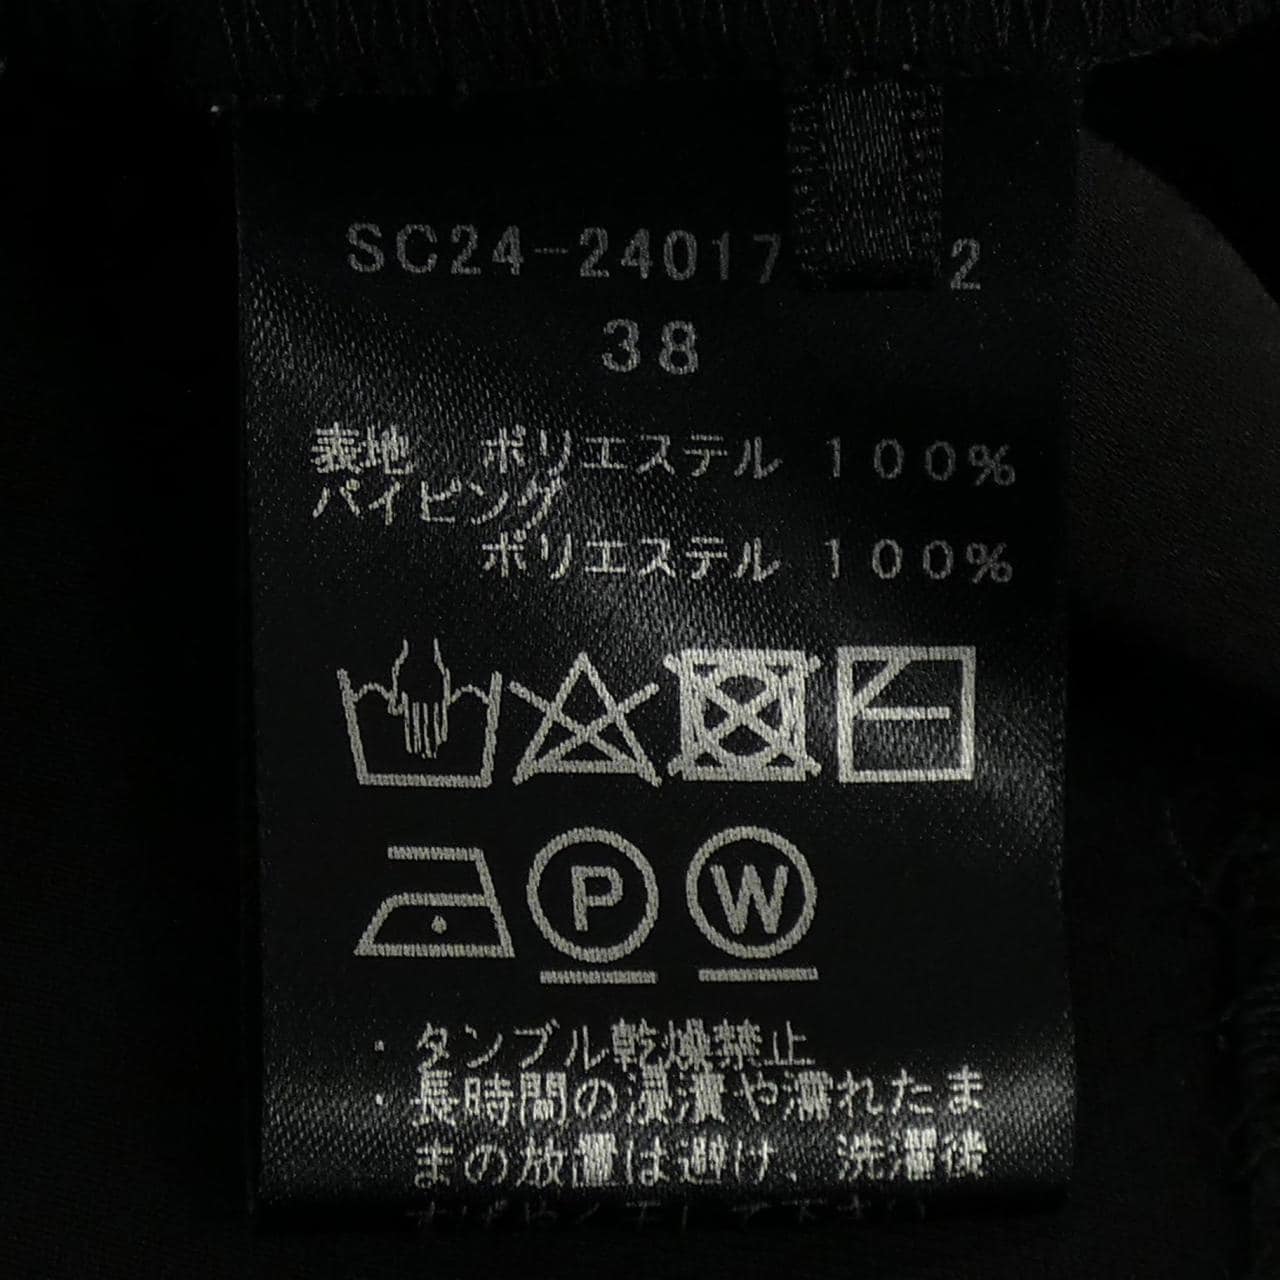 SC24-24017 2
38
表地 ポリエステル 100%
パイピング
ポリエステル 100%
P W
・タンブル乾燥禁止
・長時間の浸漬や濡れたま
まの放置は避け、洗濯後